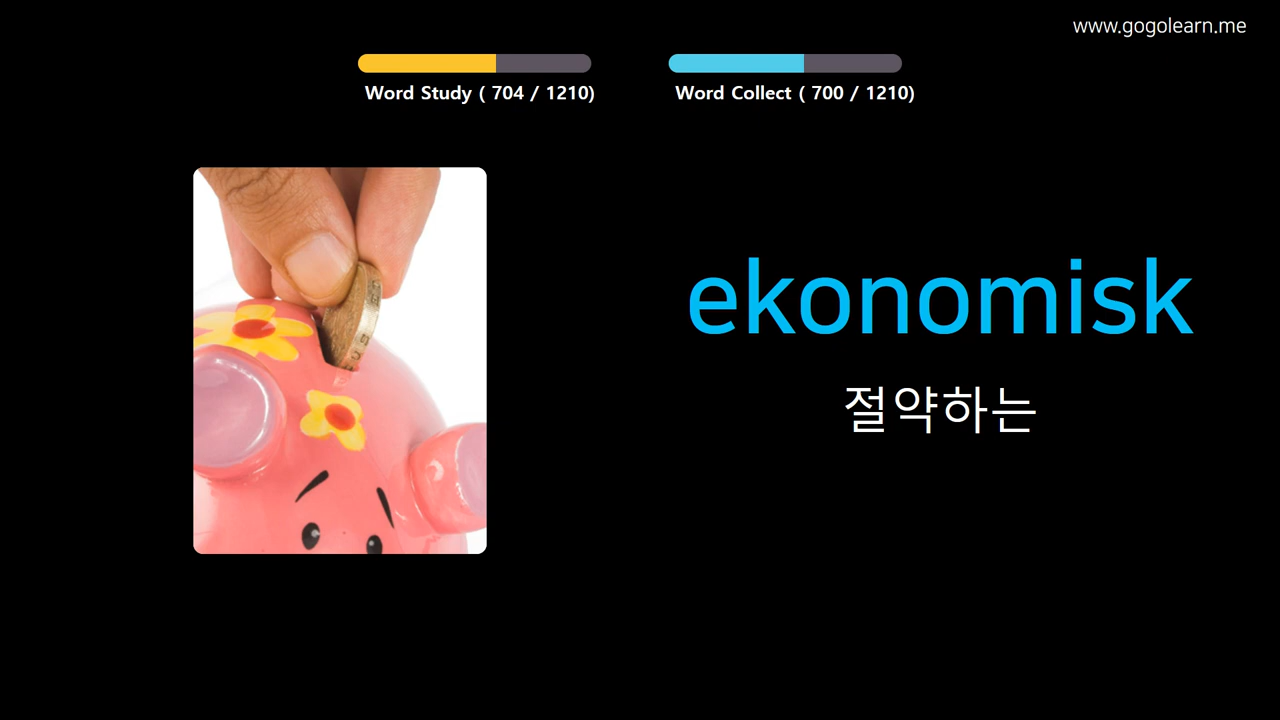 www.gogolearn.me
Word Study ( 704 / 1210)
Word Collect ( 700 / 1210)
ekonomisk
절약하는